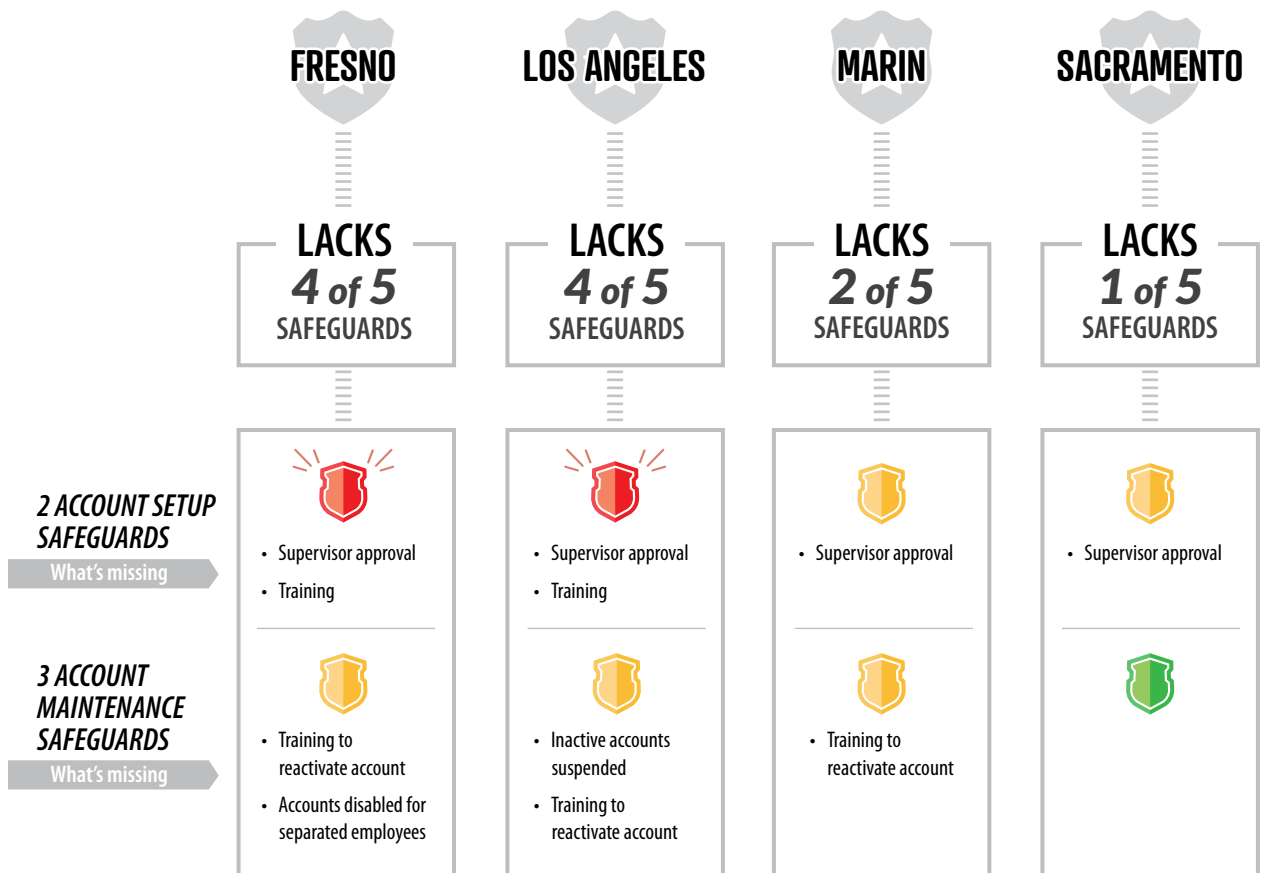 FRESNO
LOS ANGELES
MARIN
SACRAMENTO
LACKS
4 of 5
SAFEGUARDS
LACKS
4 of 5
SAFEGUARDS
LACKS
2 of 5
SAFEGUARDS
LACKS
1 of 5
SAFEGUARDS
2 ACCOUNT SETUP
SAFEGUARDS
What's missing
• Supervisor approval
• Training
• Supervisor approval
• Training
• Supervisor approval
• Supervisor approval
3 ACCOUNT
MAINTENANCE
SAFEGUARDS
What's missing
• Training to
reactivate account
• Accounts disabled for
separated employees
• Inactive accounts
suspended
• Training to
reactivate account
• Training to
reactivate account